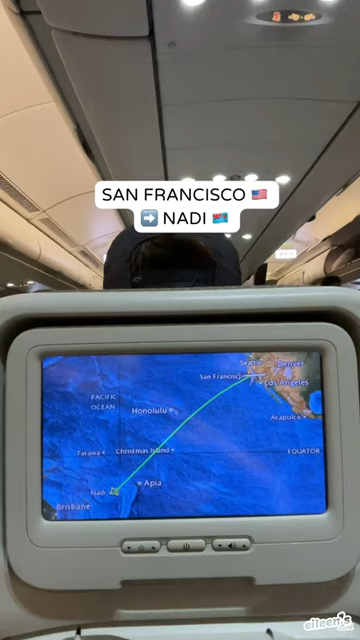 SAN FRANCISCO 🇺🇸
➡️ NADI 🇫🇯
Seattle
Denver
San Francisc
Los Angeles
PACIFIC
OCEAN
Honolulu
Acapulco
Tarawa
Christmas Island
EQUATOR
Nadi
Apia
Brisbane
eileen's